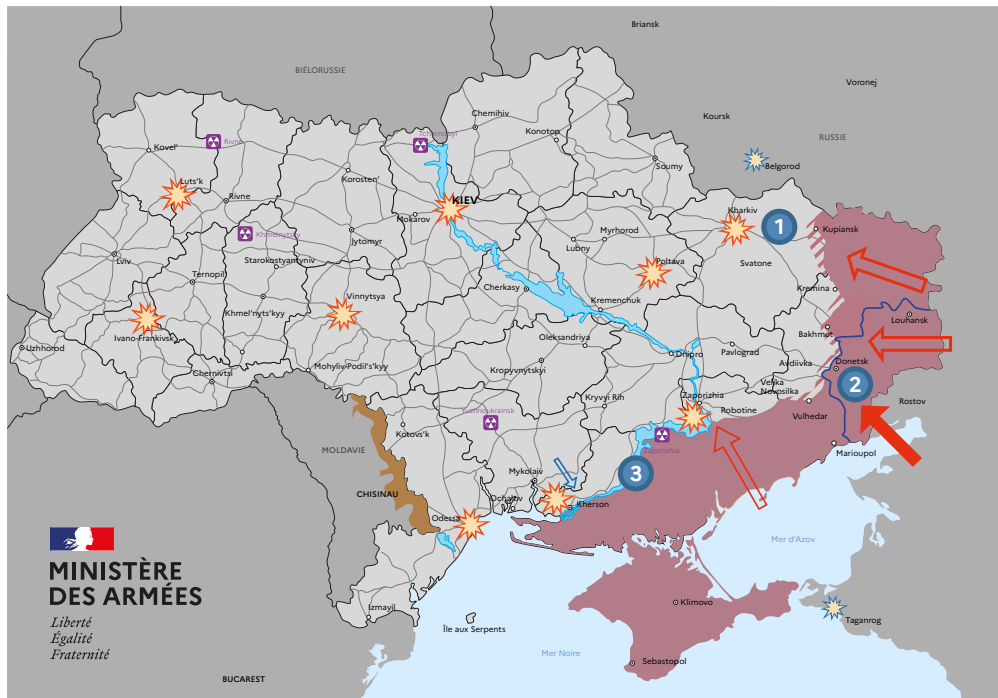 Briansk
BIÉLORUSSIE
Voronej
Chemihiv
Koursk
Konotop
Tchernobyl
RUSSIE
Rivne
Kovel'
Soumy
Belgorod
Korosten'
Luts'k
Rivne
KIEV
Mokarov
Kharkiv
1
Kupiansk
Khmelnytsky
Jytomyr
Myrhorod
Lubny
Lviv
Starokostyantyniv
Svatone
Poltava
Ternopil
Cherkasy
Kremina
Vinnytsya
Kremenchuk
Khmel'nyts'kyy
Louhansk
Ivano-Frankivsk
Oleksandriya
Bakhmut
Uzhhorod
Dnipro
Pavlograd
Avdiivka
Donetsk
Mohyliv-Podil's'kyy
Kropyvnytskyi
Chernivtsi
Velika
Novosilka
2
Kryvyi Rih
Zaporizhia
Rostov
Yuzhnoukrainsk
Robotine
Vulhedar
Kotovs'k
MOLDAVIE
Zaporizhia
Marioupol
Mykolaiv
3
CHISINAU
Ochakiv
Kherson
Odessa
Mer d'Azov
MINISTÈRE
DES ARMÉES
Liberté
Égalité
Fraternité
Izmayil
Klimovo
Île aux Serpents
Taganrog
Mer Noire
Sebastopol
BUCAREST